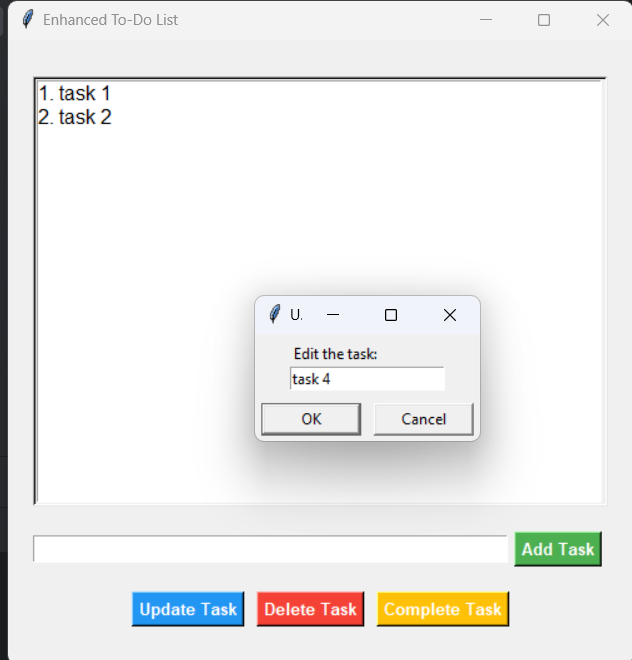 Enhanced To-Do List
1. task 1
2. task 2
U.
Edit the task:
task 4
OK Cancel
Add Task
Update Task Delete Task Complete Task